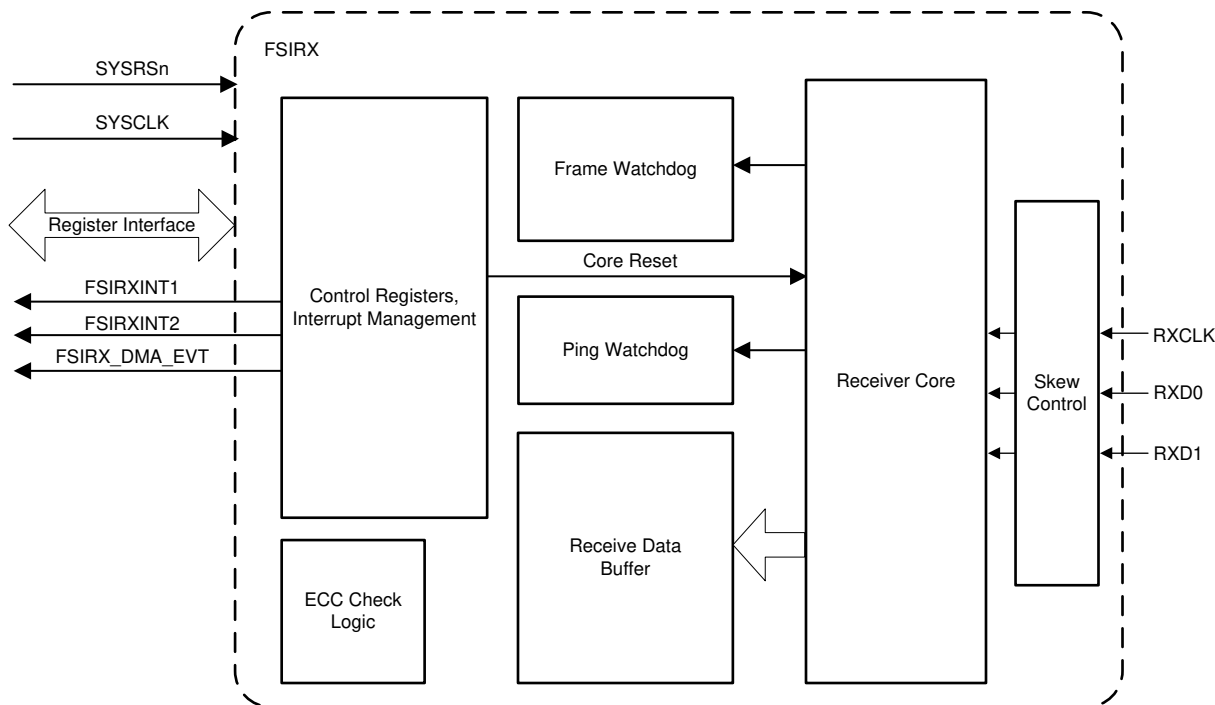 FSIRX
SYSRSn
SYSCLK
Register Interface
FSIRXINT1
FSIRXINT2
FSIRX_DMA_EVT
Control Registers,
Interrupt Management
ECC Check
Logic
Frame Watchdog
Core Reset
Ping Watchdog
Receive Data
Buffer
Receiver Core
Skew
Control
RXCLK
RXD0
RXD1